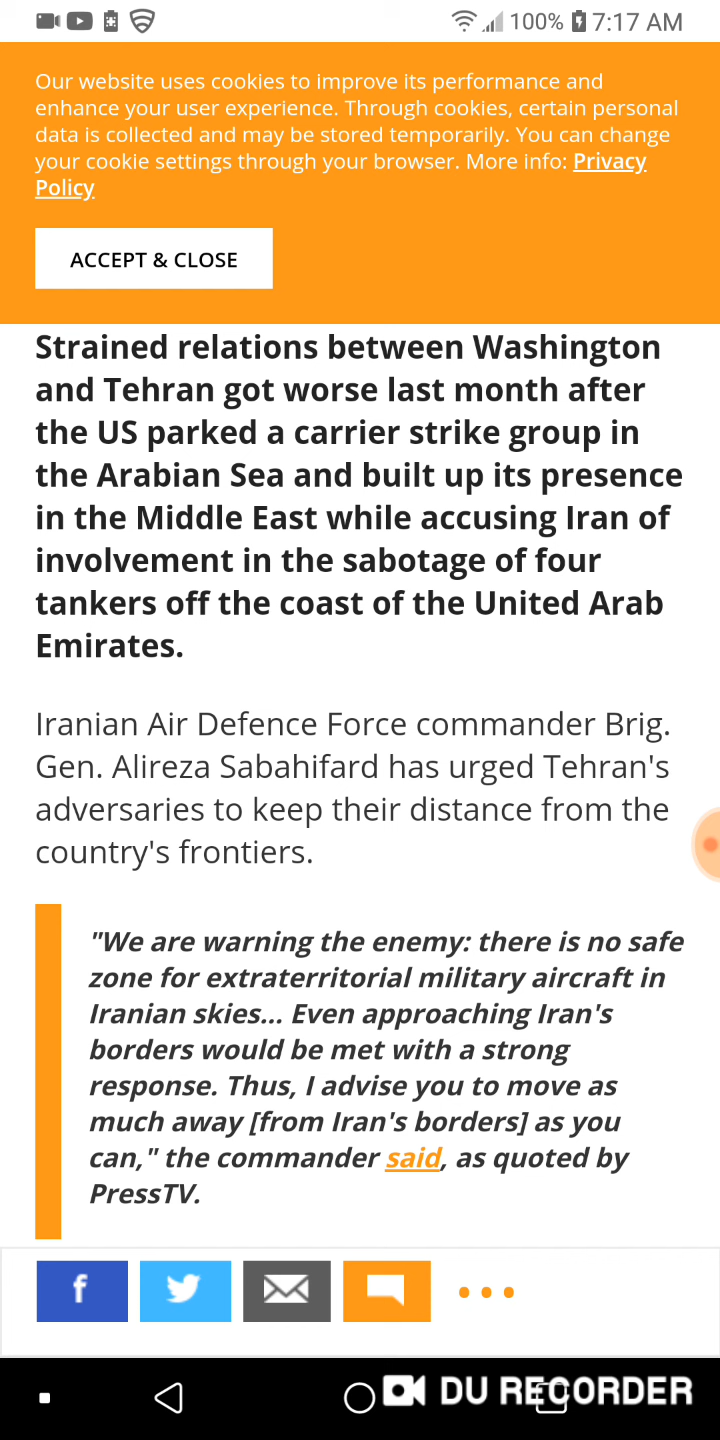 100% 7:17 AM
Our website uses cookies to improve its performance and
enhance your user experience. Through cookies, certain personal
data is collected and may be stored temporarily. You can change
your cookie settings through your browser. More info: Privacy
Policy
ACCEPT & CLOSE
Strained relations between Washington
and Tehran got worse last month after
the US parked a carrier strike group in
the Arabian Sea and built up its presence
in the Middle East while accusing Iran of
involvement in the sabotage of four
tankers off the coast of the United Arab
Emirates.
Iranian Air Defence Force commander Brig.
Gen. Alireza Sabahifard has urged Tehran's
adversaries to keep their distance from the
country's frontiers.
"We are warning the enemy: there is no safe
zone for extraterritorial military aircraft in
Iranian skies... Even approaching Iran's
borders would be met with a strong
response. Thus, I advise you to move as
much away [from Iran's borders] as you
can," the commander said, as quoted by
PressTV.
f
DU RECORDER